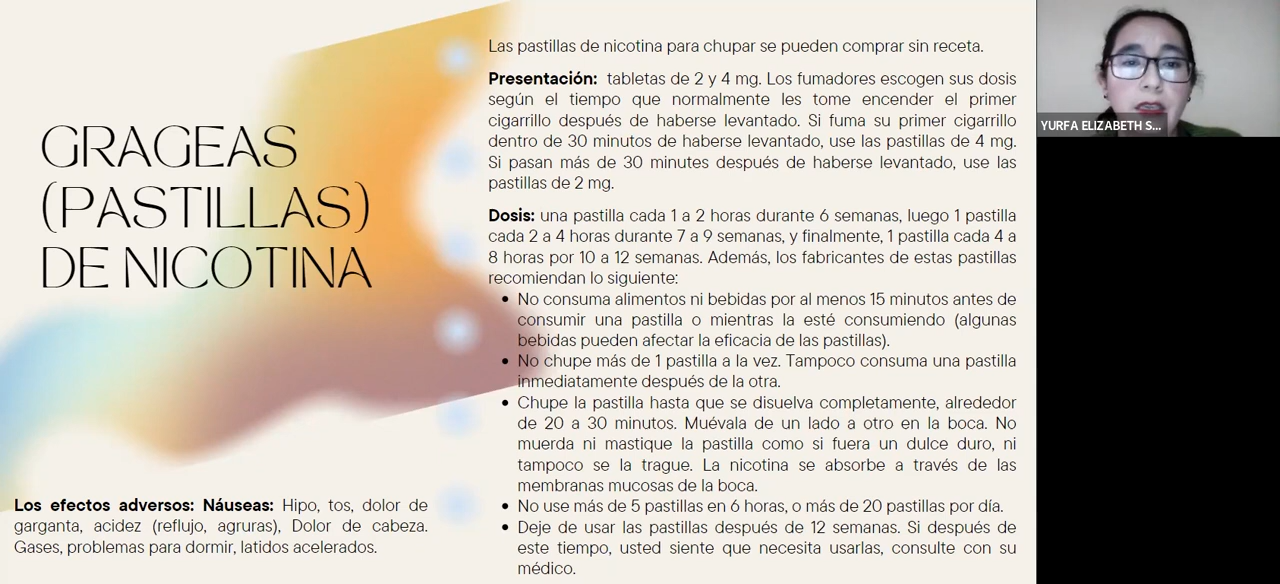 GRAGEAS
(PASTILLAS)
DE NICOTINA
Los efectos adversos: Náuseas: Hipo, tos, dolor de
garganta, acidez (reflujo, agruras), Dolor de cabeza.
Gases, problemas para dormir, latidos acelerados.
Las pastillas de nicotina para chupar se pueden comprar sin receta.
Presentación: tabletas de 2 y 4 mg. Los fumadores escogen sus dosis
según el tiempo que normalmente les tome encender el primer
cigarrillo después de haberse levantado. Si fuma su primer cigarrillo
dentro de 30 minutos de haberse levantado, use las pastillas de 4 mg.
Si pasan más de 30 minutes después de haberse levantado, use las
pastillas de 2 mg.
Dosis: una pastilla cada 1 a 2 horas durante 6 semanas, luego 1 pastilla
cada 2 a 4 horas durante 7 a 9 semanas, y finalmente, 1 pastilla cada 4 a
8 horas por 10 a 12 semanas. Además, los fabricantes de estas pastillas
recomiendan lo siguiente:
• No consuma alimentos ni bebidas por al menos 15 minutos antes de
consumir una pastilla o mientras la esté consumiendo (algunas
bebidas pueden afectar la eficacia de las pastillas).
• No chupe más de 1 pastilla a la vez. Tampoco consuma una pastilla
inmediatamente después de la otra.
• Chupe la pastilla hasta que se disuelva completamente, alrededor
de 20 a 30 minutos. Muévala de un lado a otro en la boca. No
muerda ni mastique la pastilla como si fuera un dulce duro, ni
tampoco se la trague. La nicotina se absorbe a través de las
membranas mucosas de la boca.
• No use más de 5 pastillas en 6 horas, o más de 20 pastillas por día.
• Deje de usar las pastillas después de 12 semanas. Si después de
este tiempo, usted siente que necesita usarlas, consulte con su
médico.
YURFA ELIZABETH S...